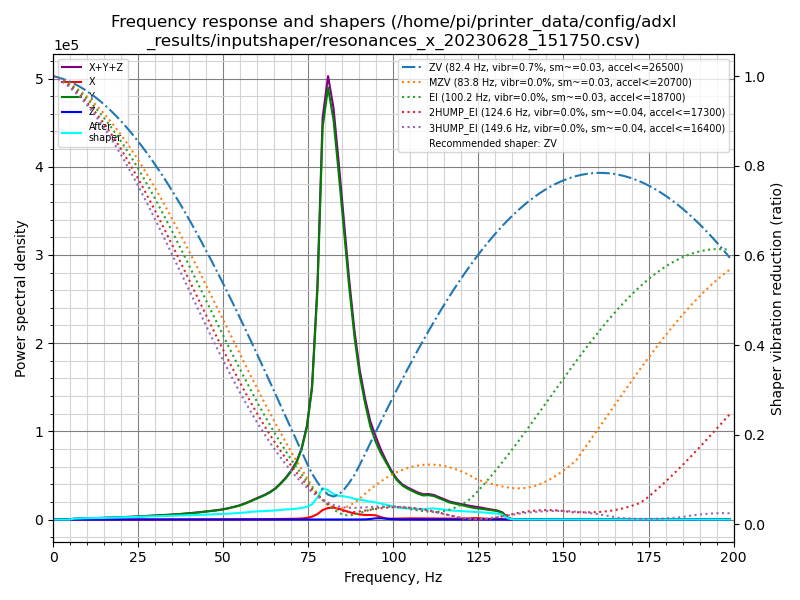 Frequency response and shapers (/home/pi/printer_data/config/adxl
_results/inputshaper/resonances_x_20230628_151750.csv)
1e5
X+Y+Z
X
Y
Z
After
shaper
ZV (82.4 Hz, vibr=0.7%, sm~=0.03, accel<=26500)
MZV (83.8 Hz, vibr=0.0%, sm~=0.03, accel<=20700)
EI (100.2 Hz, vibr=0.0%, sm~=0.03, accel<=18700)
2HUMP_EI (124.6 Hz, vibr=0.0%, sm~=0.04, accel<=17300)
3HUMP_EI (149.6 Hz, vibr=0.0%, sm~=0.04, accel<=16400)
Recommended shaper: ZV
5
4
3
2
1
0
Power spectral density
1.0
0.8
0.6
0.4
0.2
0.0
Shaper vibration reduction (ratio)
0 25 50 75 100 125 150 175 200
Frequency, Hz